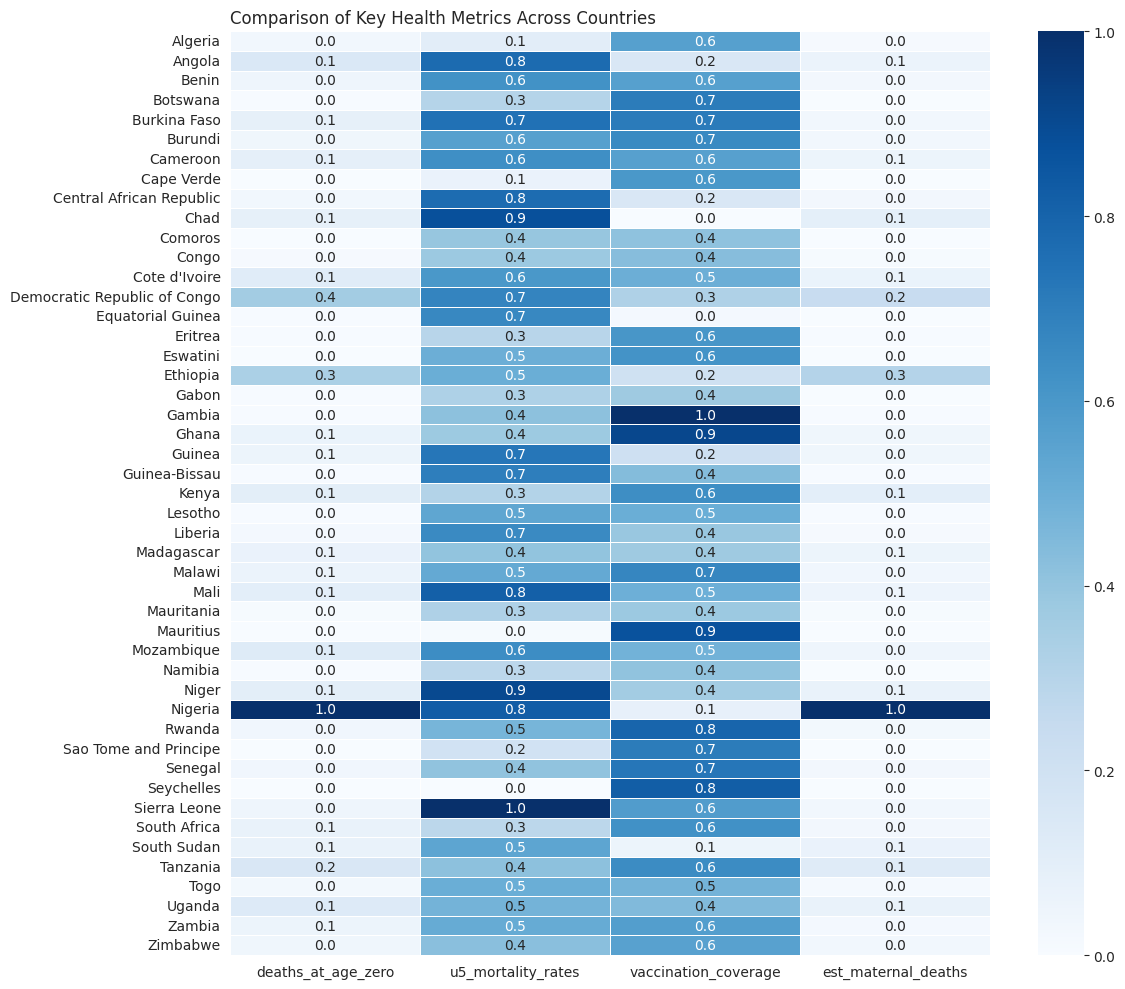 Comparison of Key Health Metrics Across Countries
Algeria 0.0 0.1 0.6 0.0
Angola 0.1 0.8 0.2 0.1
Benin 0.0 0.6 0.6 0.0
Botswana 0.0 0.3 0.7 0.0
Burkina Faso 0.1 0.7 0.7 0.0
Burundi 0.0 0.6 0.7 0.0
Cameroon 0.1 0.6 0.6 0.1
Cape Verde 0.0 0.1 0.6 0.0
Central African Republic 0.0 0.8 0.2 0.0
Chad 0.1 0.9 0.0 0.1
Comoros 0.0 0.4 0.4 0.0
Congo 0.0 0.4 0.4 0.0
Cote d'Ivoire 0.1 0.6 0.5 0.1
Democratic Republic of Congo 0.4 0.7 0.3 0.2
Equatorial Guinea 0.0 0.7 0.0 0.0
Eritrea 0.0 0.3 0.6 0.0
Eswatini 0.0 0.5 0.6 0.0
Ethiopia 0.3 0.5 0.2 0.3
Gabon 0.0 0.3 0.4 0.0
Gambia 0.0 0.4 1.0 0.0
Ghana 0.1 0.4 0.9 0.0
Guinea 0.1 0.7 0.2 0.0
Guinea-Bissau 0.0 0.7 0.4 0.0
Kenya 0.1 0.3 0.6 0.1
Lesotho 0.0 0.5 0.5 0.0
Liberia 0.0 0.7 0.4 0.0
Madagascar 0.1 0.4 0.4 0.1
Malawi 0.1 0.5 0.7 0.0
Mali 0.1 0.8 0.5 0.1
Mauritania 0.0 0.3 0.4 0.0
Mauritius 0.0 0.0 0.9 0.0
Mozambique 0.1 0.6 0.5 0.0
Namibia 0.0 0.3 0.4 0.0
Niger 0.1 0.9 0.4 0.1
Nigeria 1.0 0.8 0.1 1.0
Rwanda 0.0 0.5 0.8 0.0
Sao Tome and Principe 0.0 0.2 0.7 0.0
Senegal 0.0 0.4 0.7 0.0
Seychelles 0.0 0.0 0.8 0.0
Sierra Leone 0.0 1.0 0.6 0.0
South Africa 0.1 0.3 0.6 0.0
South Sudan 0.1 0.5 0.1 0.1
Tanzania 0.2 0.4 0.6 0.1
Togo 0.0 0.5 0.5 0.0
Uganda 0.1 0.5 0.4 0.1
Zambia 0.1 0.5 0.6 0.0
Zimbabwe 0.0 0.4 0.6 0.0
deaths_at_age_zero u5_mortality_rates vaccination_coverage est_maternal_deaths
1.0
0.8
0.6
0.4
0.2
0.0